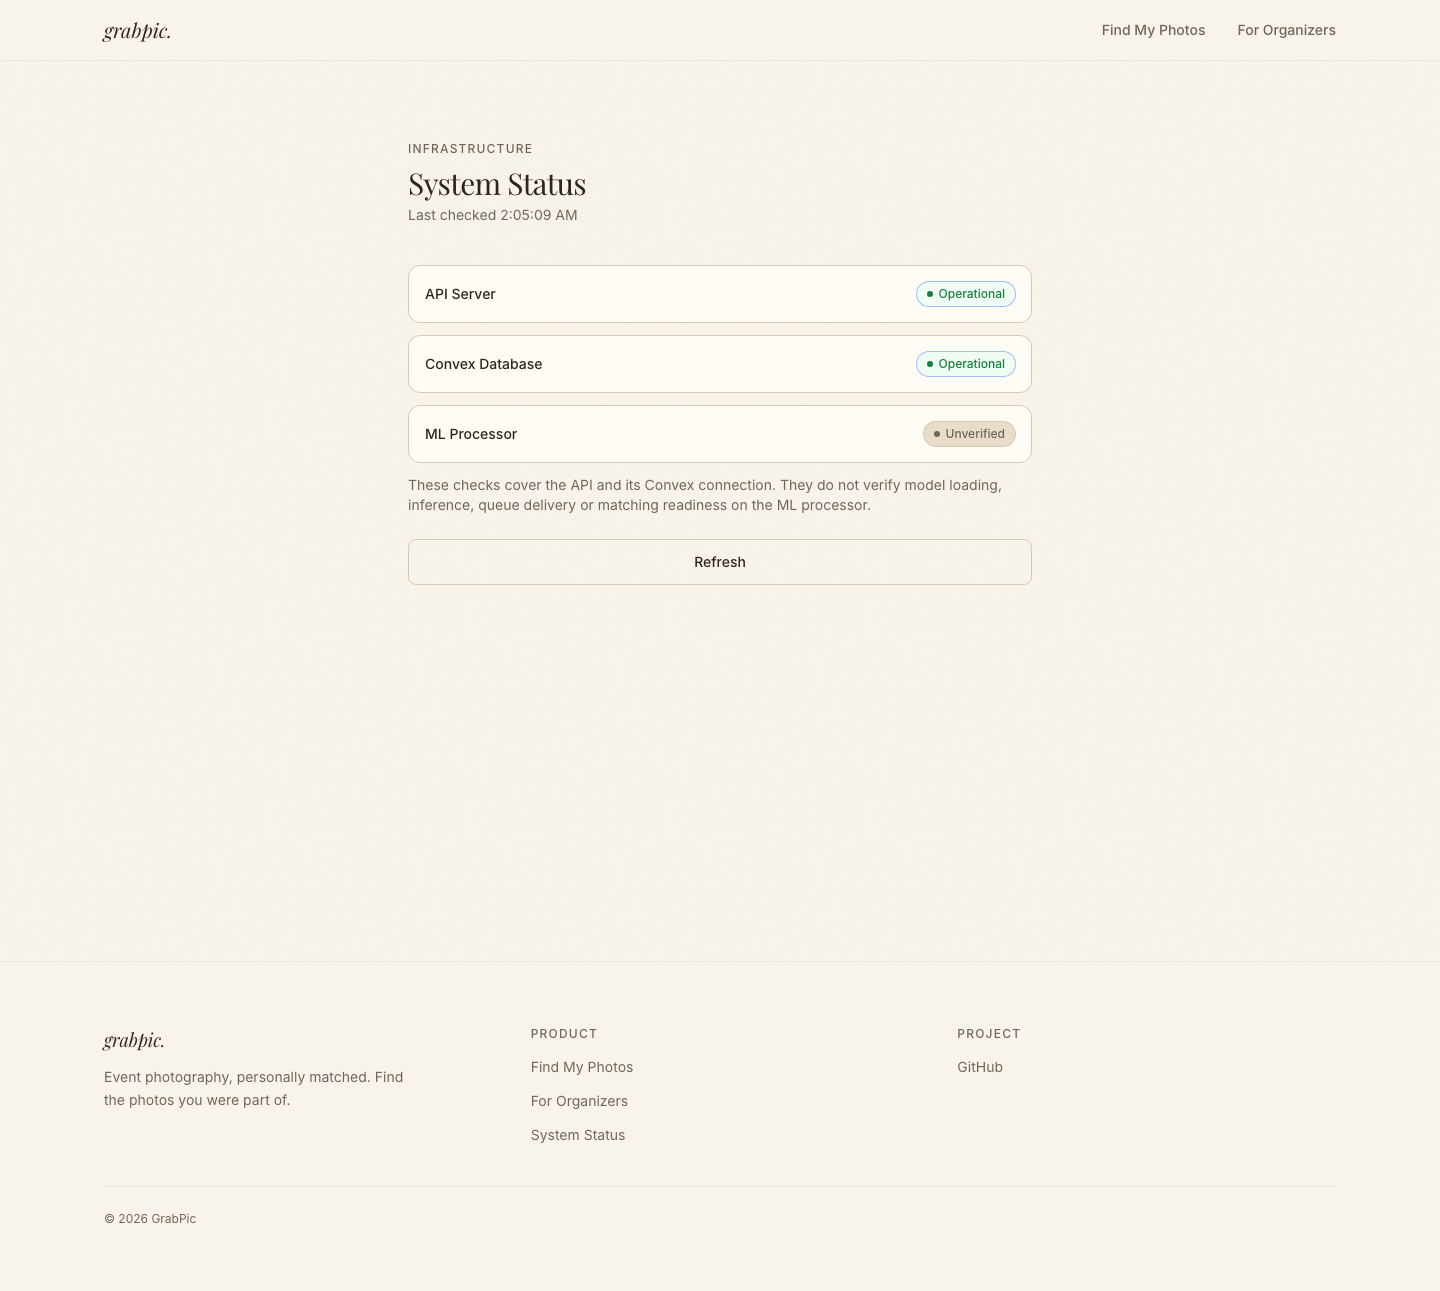 grabpic.
Find My Photos
For Organizers
INFRASTRUCTURE
System Status
Last checked 2:05:09 AM
API Server
Operational
Convex Database
Operational
ML Processor
Unverified
These checks cover the API and its Convex connection. They do not verify model loading,
inference, queue delivery or matching readiness on the ML processor.
Refresh
grabpic.
Event photography, personally matched. Find
the photos you were part of.
PRODUCT
Find My Photos
For Organizers
System Status
PROJECT
GitHub
© 2026 GrabPic